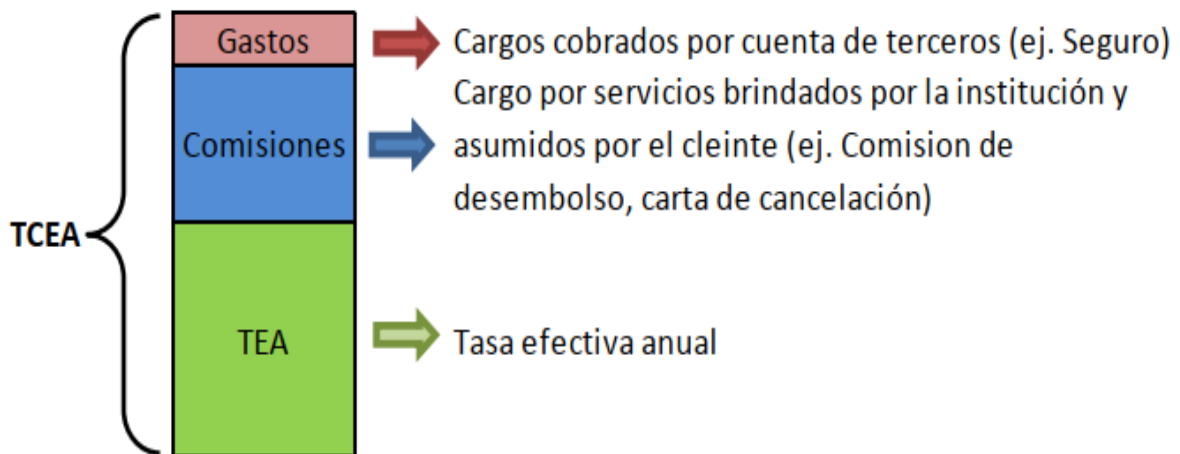 Gastos
Cargos cobrados por cuenta de terceros (ej. Seguro)
Comisiones
Cargo por servicios brindados por la institución y
asumidos por el cleinte (ej. Comision de
desembolso, carta de cancelación)
TCEA
TEA
Tasa efectiva anual